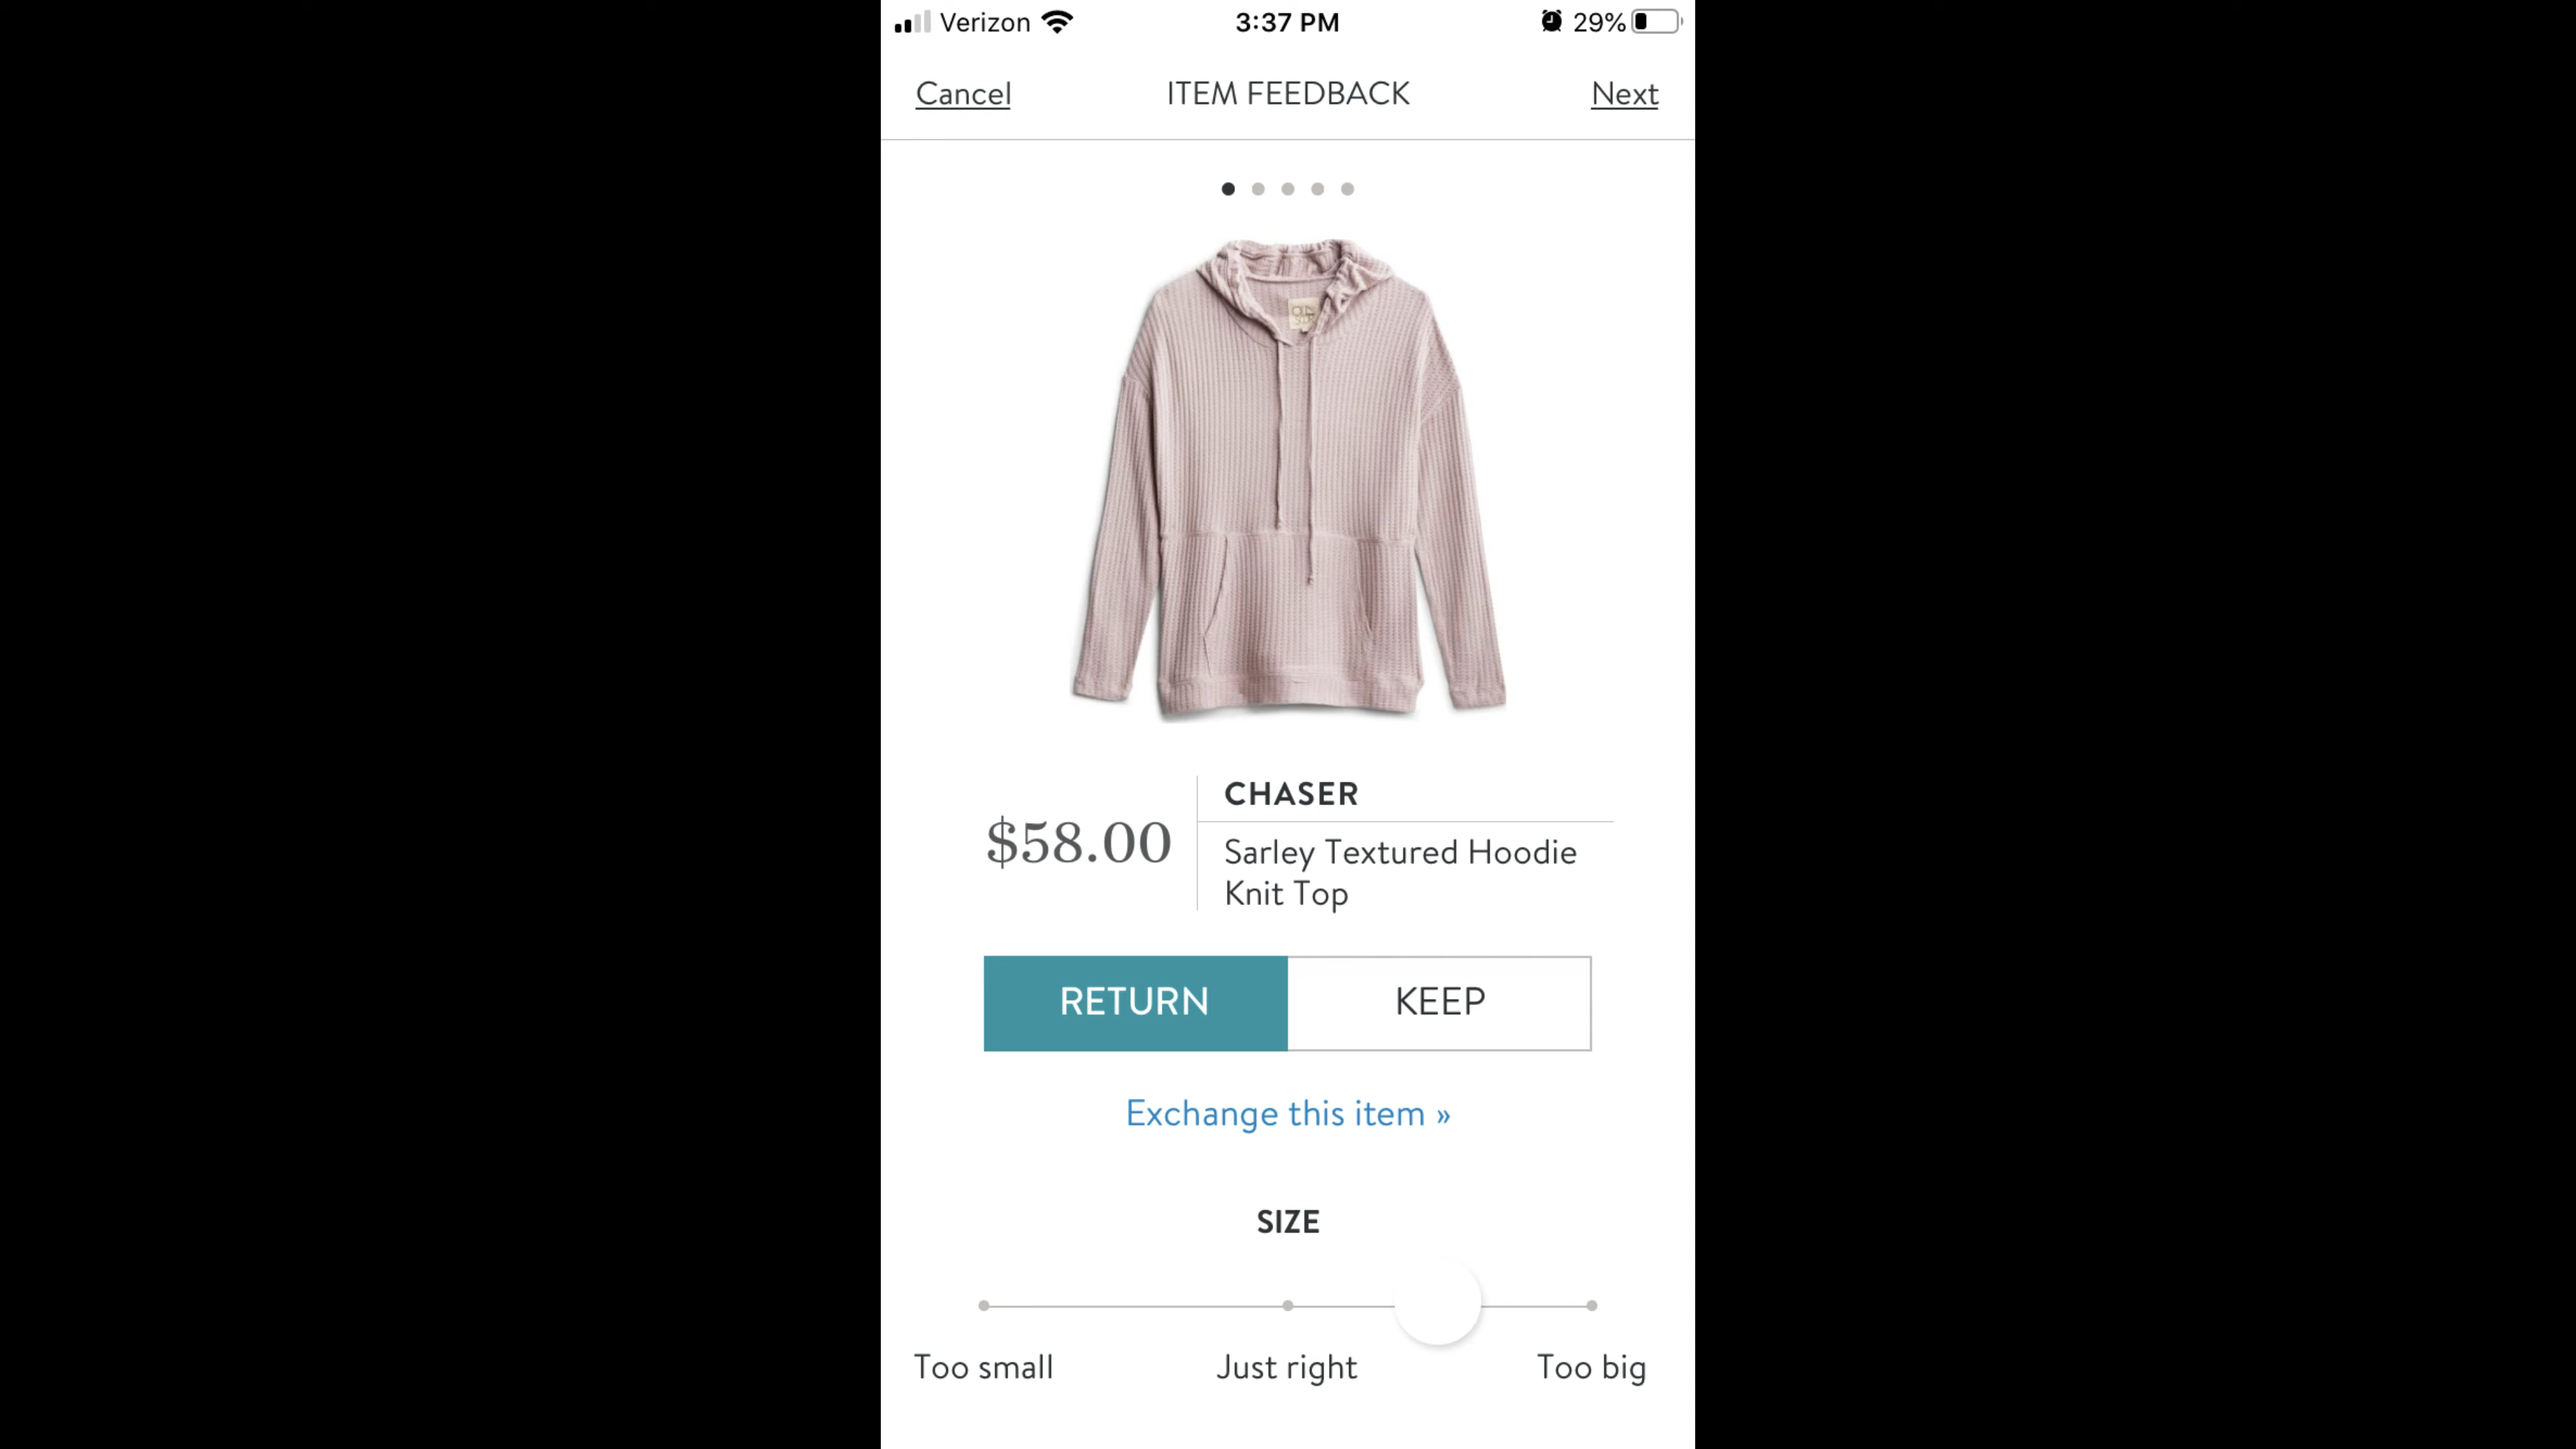 Verizon 3:37 PM 29%
Cancel ITEM FEEDBACK Next
$58.00
CHASER
Sarley Textured Hoodie
Knit Top
RETURN KEEP
Exchange this item »
SIZE
Too small Just right Too big